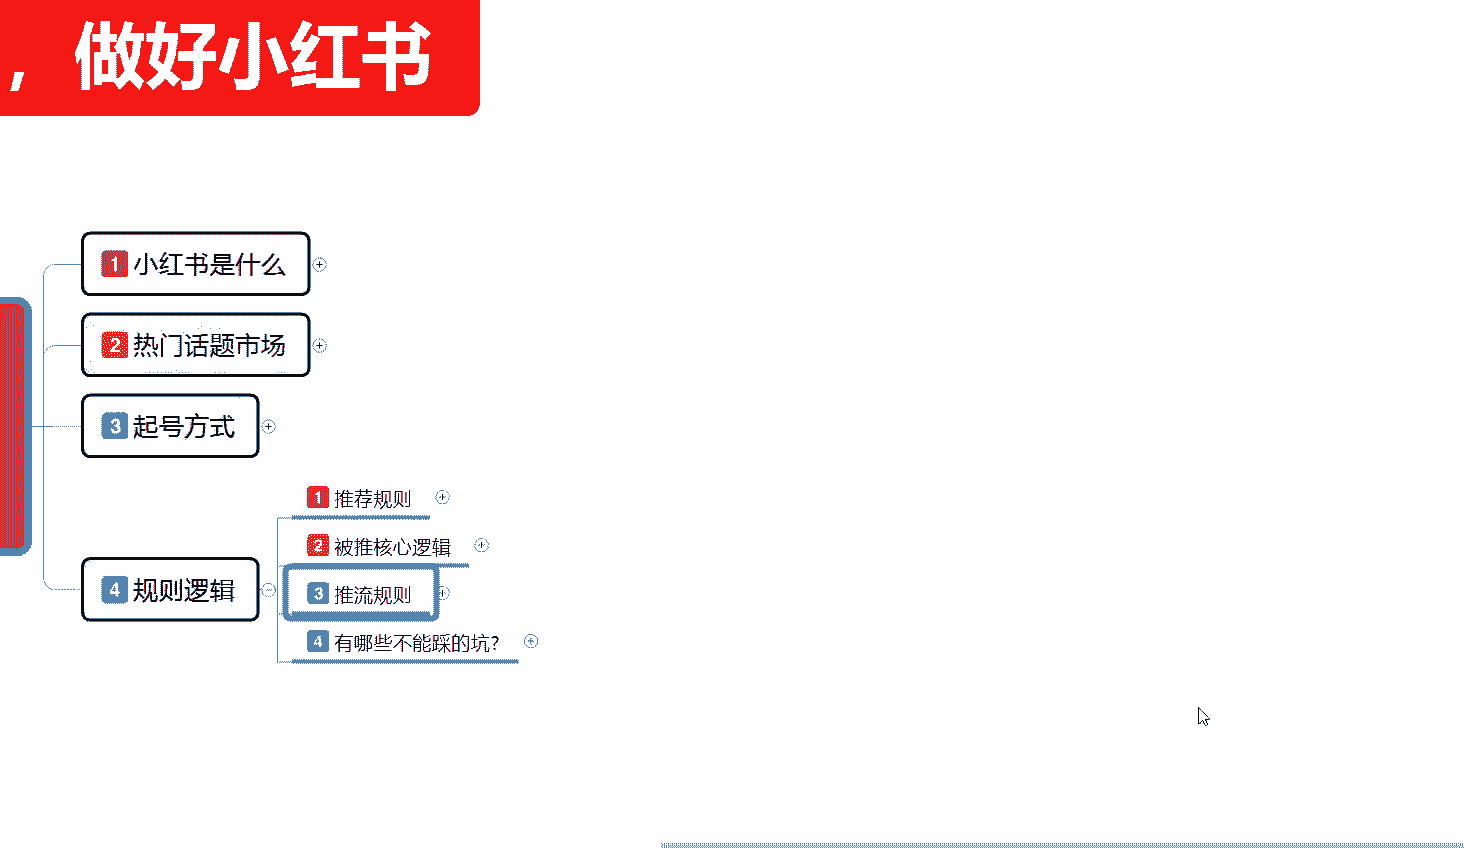 ，做好小红书
1 小红书是什么
2 热门话题市场
3 起号方式
4 规则逻辑
1 推荐规则
2 被推核心逻辑
3 推流规则
4 有哪些不能踩的坑?